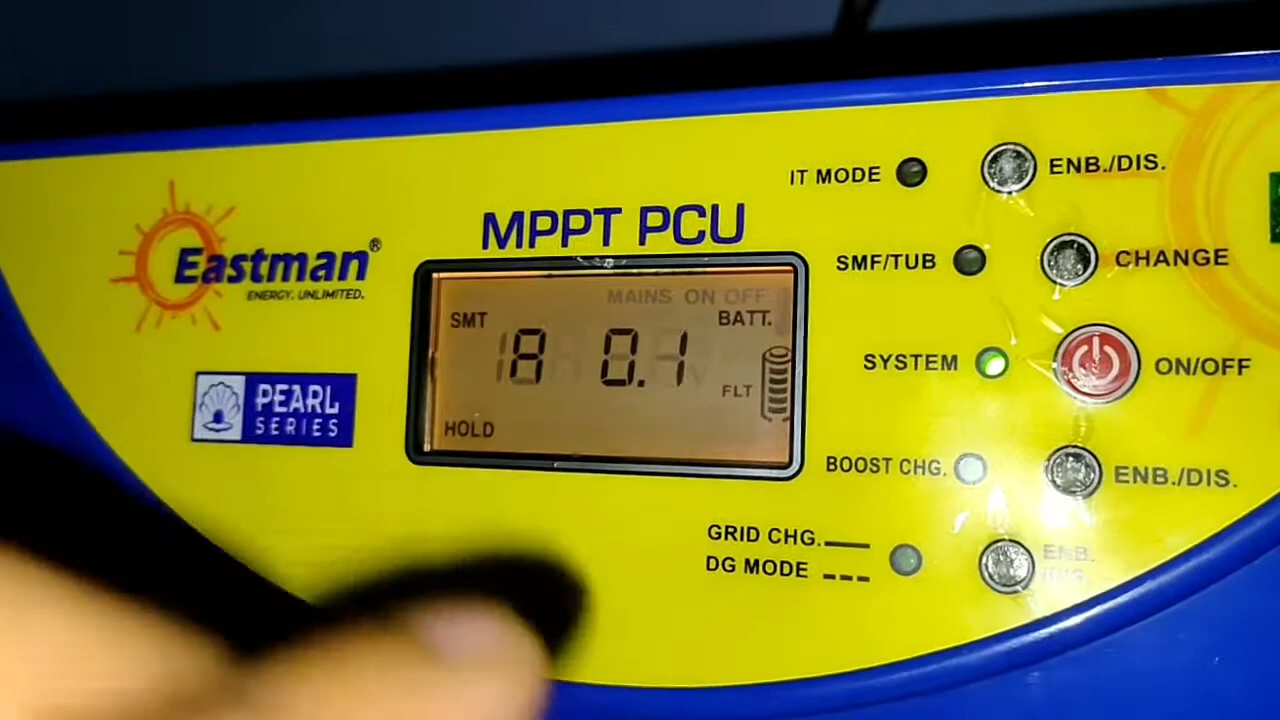 IT MODE
ENB./DIS.
MPPT PCU
Eastman®
ENERGY. UNLIMITED.
SMF/TUB
CHANGE
MAINS ON OFF
SMT
BATT.
8 0.1
FLT
HOLD
SYSTEM
ON/OFF
PEARL
SERIES
BOOST CHG.
ENB./DIS.
GRID CHG.
DG MODE
ENB.